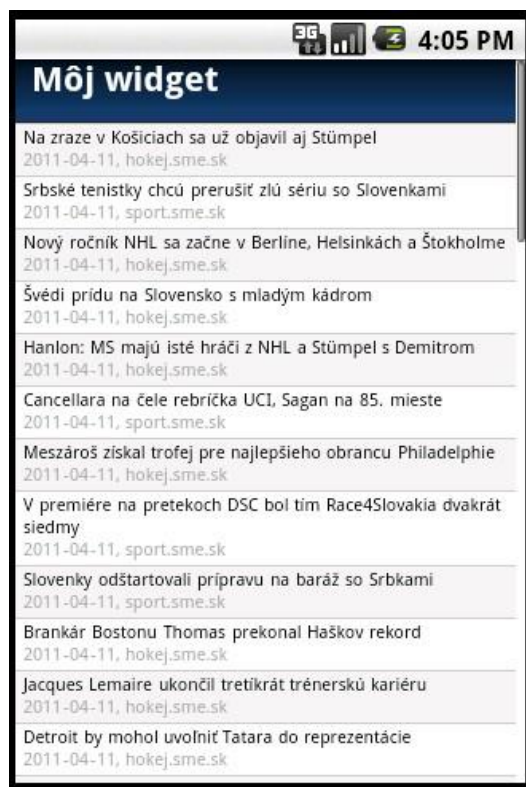 3G 4:05 PM
Môj widget
Na zraze v Košiciach sa už objavil aj Stümpel
2011-04-11, hokej.sme.sk
Srbské tenistky chcú prerušiť zlú sériu so Slovenkami
2011-04-11, sport.sme.sk
Nový ročník NHL sa začne v Berlíne, Helsinkách a Štokholme
2011-04-11, hokej.sme.sk
Švédi prídu na Slovensko s mladým kádrom
2011-04-11, hokej.sme.sk
Hanlon: MS majú isté hráči z NHL a Stümpel s Demitrom
2011-04-11, hokej.sme.sk
Cancellara na čele rebríčka UCI, Sagan na 85. mieste
2011-04-11, sport.sme.sk
Meszároš získal trofej pre najlepšieho obrancu Philadelphie
2011-04-11, hokej.sme.sk
V premiére na pretekoch DSC bol tím Race4Slovakia dvakrát
siedmy
2011-04-11, sport.sme.sk
Slovenky odštartovali prípravu na baráž so Srbkami
2011-04-11, sport.sme.sk
Brankár Bostonu Thomas prekonal Haškov rekord
2011-04-11, hokej.sme.sk
Jacques Lemaire ukončil tretíkrát trénerskú kariéru
2011-04-11, hokej.sme.sk
Detroit by mohol uvoľniť Tatara do reprezentácie
2011-04-11, hokej.sme.sk